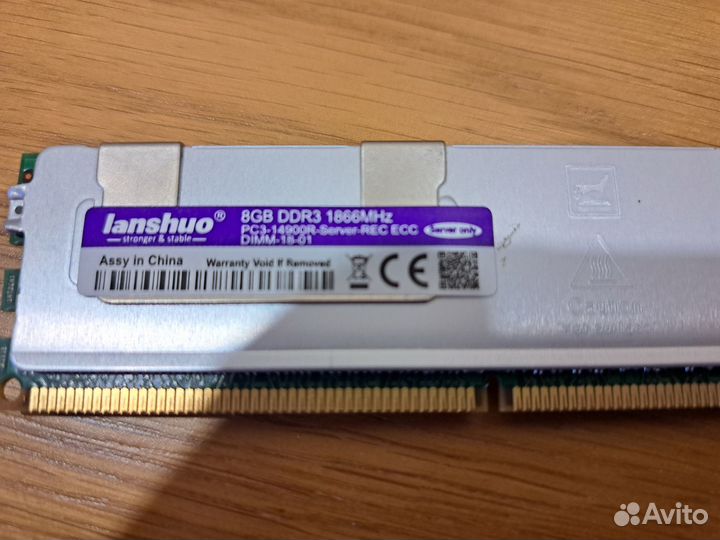 lanshuo®
stronger & stable
8GB DDR3 1866MHz
PC3-14900R-Server-REC ECC
DIMM-18-01
Server only
Assy in China
Warranty Void If Removed
CE
Caution
Avito